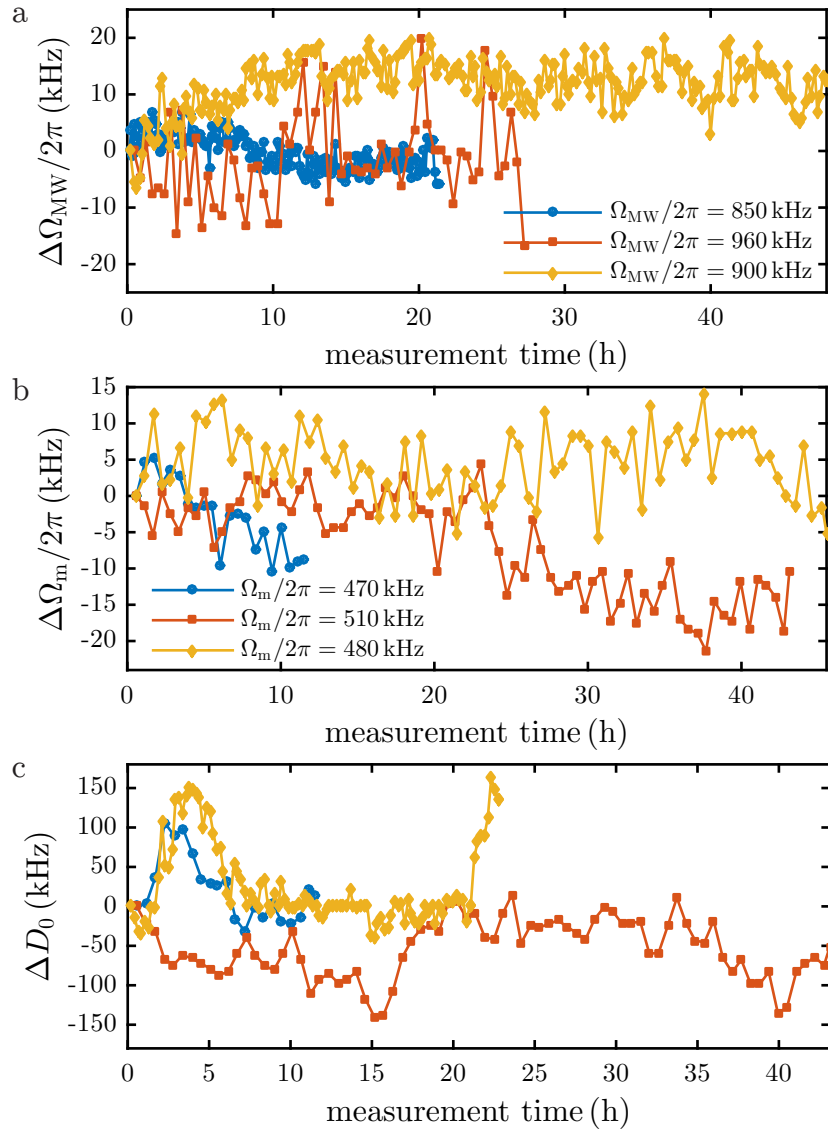 a
20
10
0
-10
-20
ΔΩ_MW/2π (kHz)
Ω_MW/2π = 850 kHz
Ω_MW/2π = 960 kHz
Ω_MW/2π = 900 kHz
0 10 20 30 40
measurement time (h)
b
15
10
5
0
-5
-10
-15
-20
ΔΩ_m/2π (kHz)
Ω_m/2π = 470 kHz
Ω_m/2π = 510 kHz
Ω_m/2π = 480 kHz
0 10 20 30 40
measurement time (h)
c
150
100
50
0
-50
-100
-150
ΔD_0 (kHz)
0 5 10 15 20 25 30 35 40
measurement time (h)